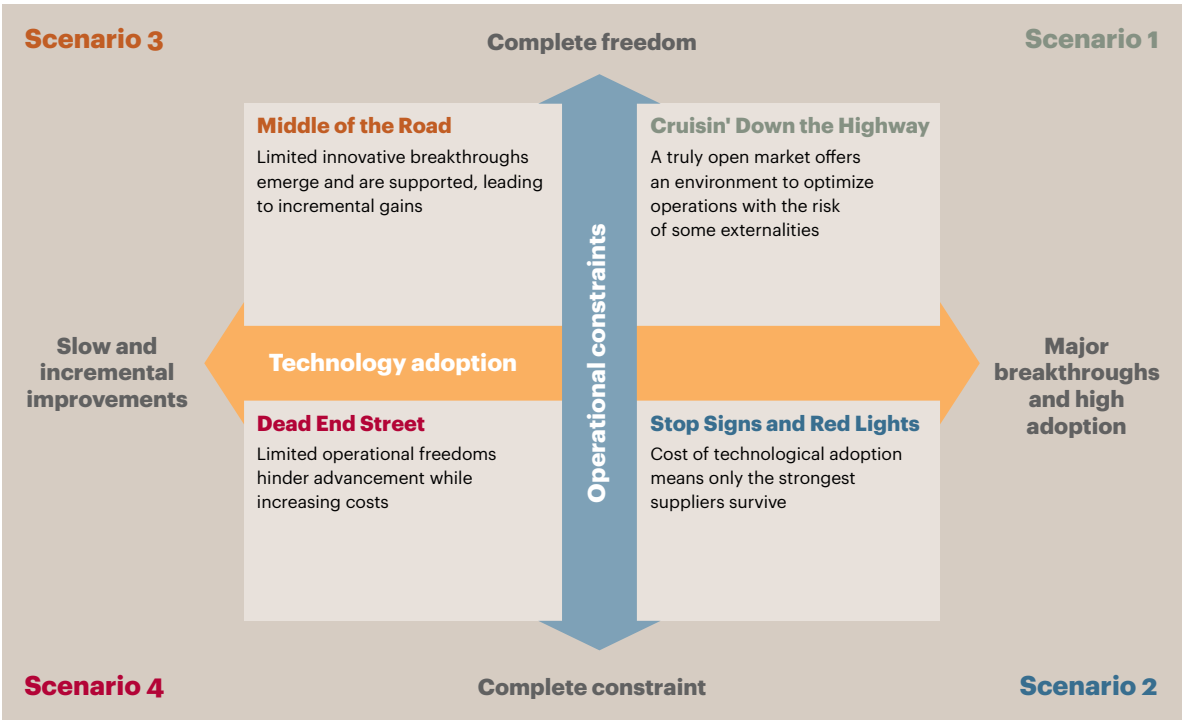 Scenario 3
Complete freedom
Scenario 1
Middle of the Road
Limited innovative breakthroughs
emerge and are supported, leading
to incremental gains
Cruisin' Down the Highway
A truly open market offers
an environment to optimize
operations with the risk
of some externalities
Slow and
incremental
improvements
Technology adoption
Operational constraints
Major
breakthroughs
and high
adoption
Dead End Street
Limited operational freedoms
hinder advancement while
increasing costs
Stop Signs and Red Lights
Cost of technological adoption
means only the strongest
suppliers survive
Scenario 4
Complete constraint
Scenario 2